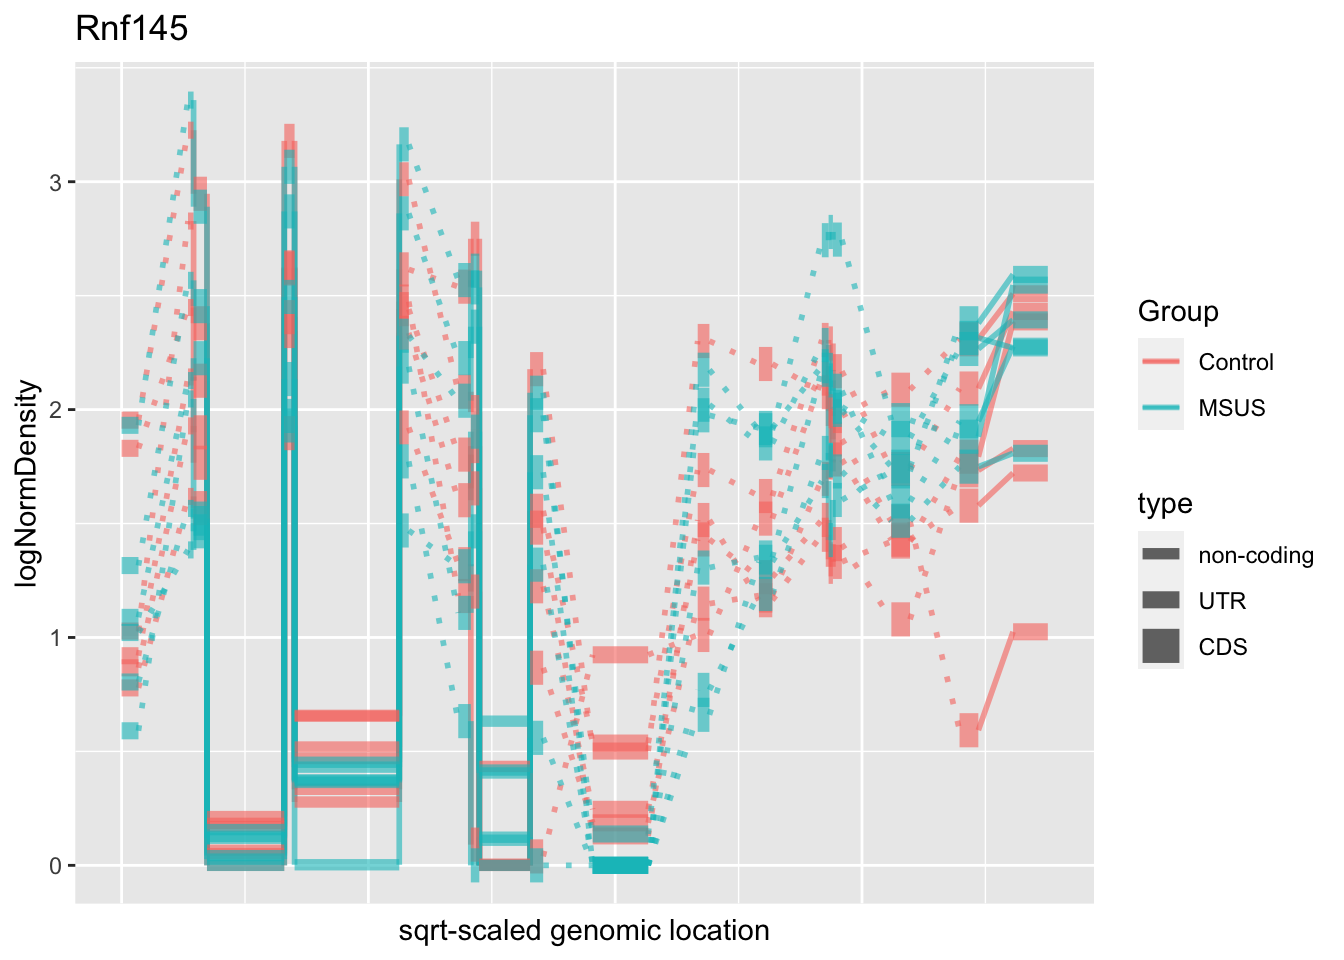 Rnf145
logNormDensity
3
2
1
0
sqrt-scaled genomic location
Group
Control
MSUS
type
non-coding
UTR
CDS